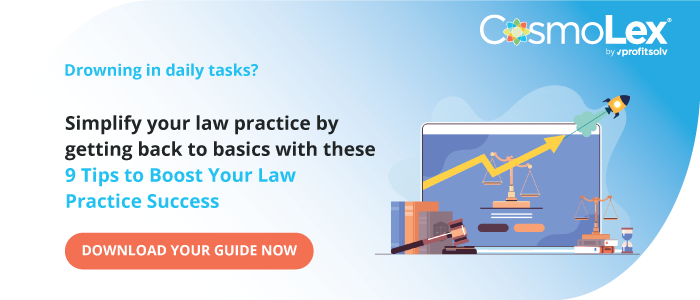 CosmoLex®
by profitsolv
Drowning in daily tasks?
Simplify your law practice by
getting back to basics with these
9 Tips to Boost Your Law
Practice Success
DOWNLOAD YOUR GUIDE NOW